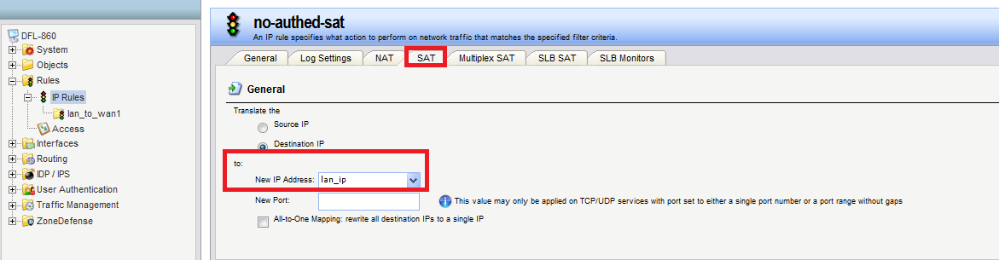 DFL-860
System
Objects
Rules
IP Rules
lan_to_wan1
Access
Interfaces
Routing
IDP / IPS
User Authentication
Traffic Management
ZoneDefense
no-authed-sat
An IP rule specifies what action to perform on network traffic that matches the specified filter criteria.
General Log Settings NAT SAT Multiplex SAT SLB SAT SLB Monitors
General
Translate the
Source IP
Destination IP
to:
New IP Address: lan_ip
New Port: This value may only be applied on TCP/UDP services with port set to either a single port number or a port range without gaps
All-to-One Mapping: rewrite all destination IPs to a single IP